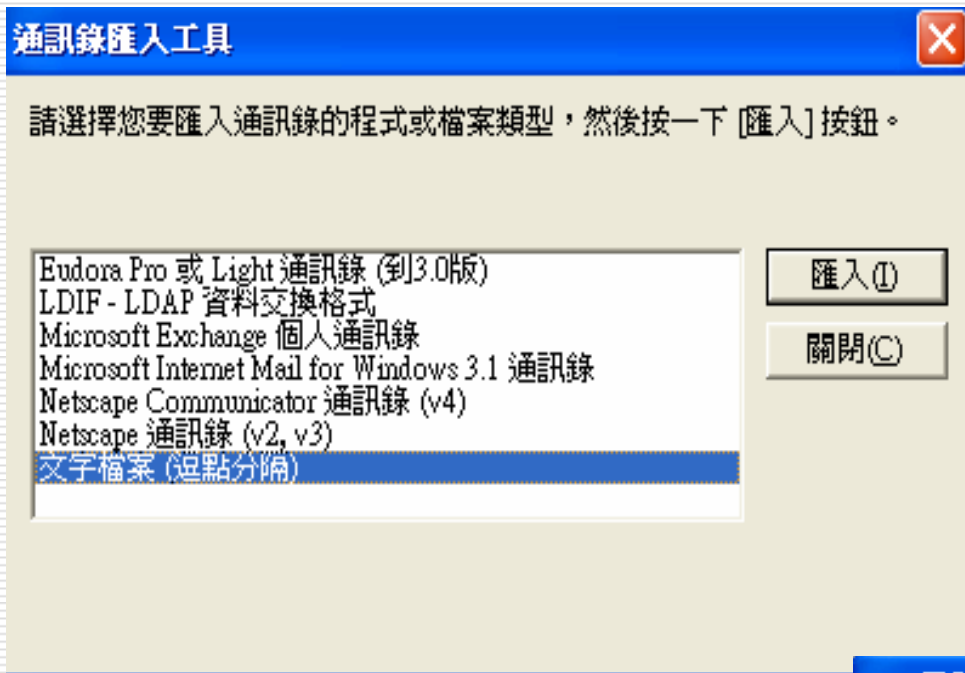 通訊錄匯入工具
請選擇您要匯入通訊錄的程式或檔案類型，然後按一下 [匯入] 按鈕。
Eudora Pro 或 Light 通訊錄 (到3.0版)
LDIF - LDAP 資料交換格式
Microsoft Exchange 個人通訊錄
Microsoft Internet Mail for Windows 3.1 通訊錄
Netscape Communicator 通訊錄 (v4)
Netscape 通訊錄 (v2, v3)
文字檔案 (逗點分隔)
匯入(I)
關閉(C)